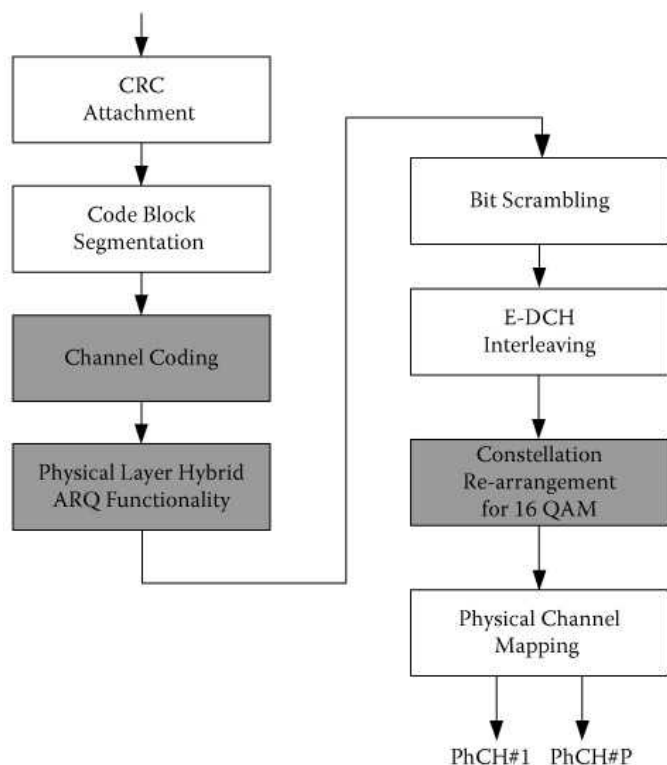 CRC
Attachment
Code Block
Segmentation
Channel Coding
Physical Layer Hybrid
ARQ Functionality
Bit Scrambling
E-DCH
Interleaving
Constellation
Re-arrangement
for 16 QAM
Physical Channel
Mapping
PhCH#1 PhCH#P